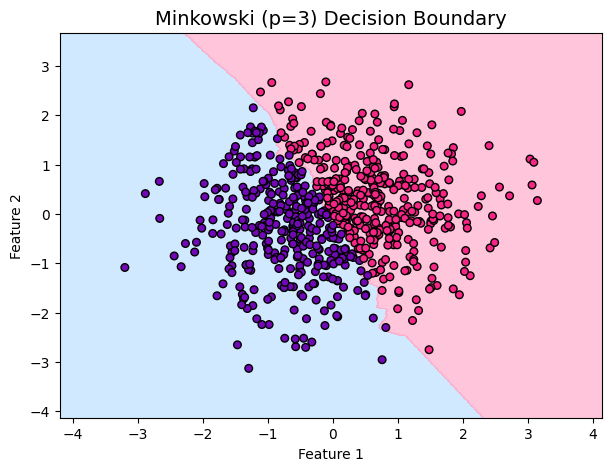 Minkowski (p=3) Decision Boundary
Feature 2
3
2
1
0
−1
−2
−3
−4
−4 −3 −2 −1 0 1 2 3 4
Feature 1